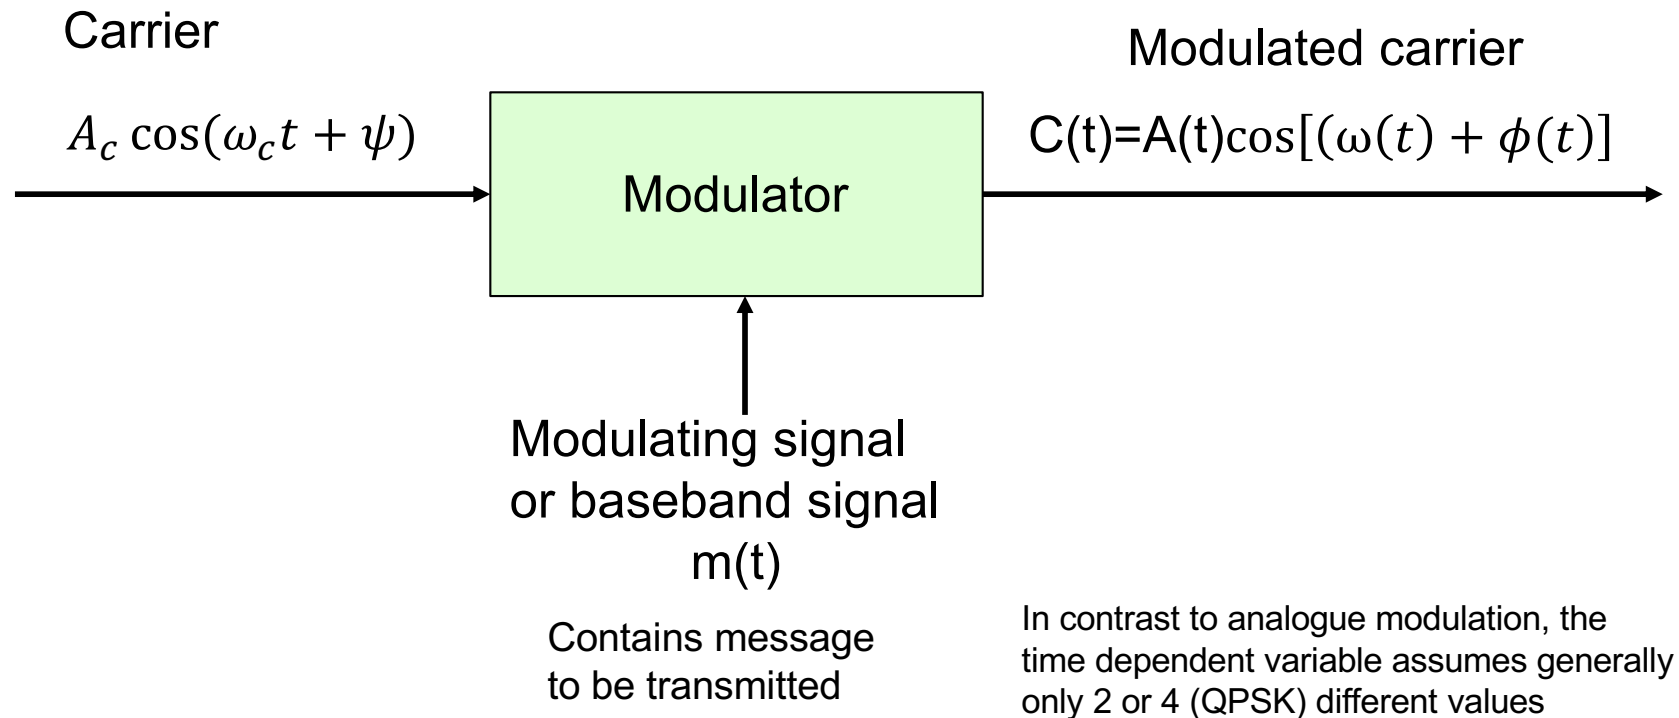 Carrier
A_c cos(ω_c t + ψ)
Modulator
Modulated carrier
C(t)=A(t)cos[(ω(t) + ϕ(t)]
Modulating signal
or baseband signal
m(t)
Contains message
to be transmitted
In contrast to analogue modulation, the
time dependent variable assumes generally
only 2 or 4 (QPSK) different values